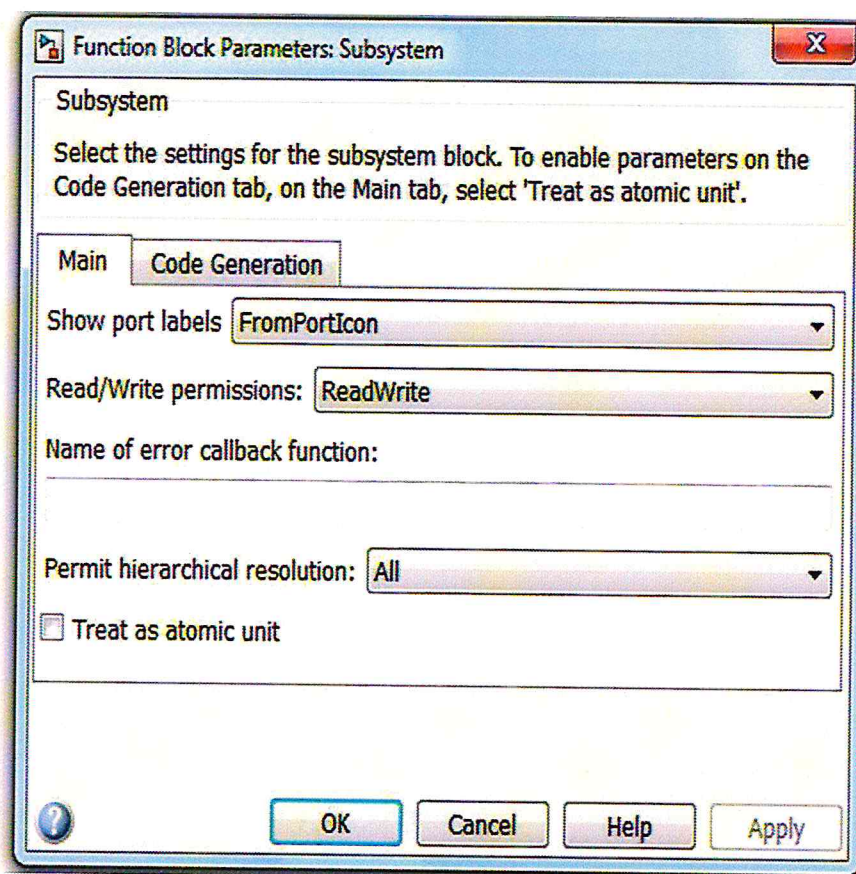 Function Block Parameters: Subsystem
X
Subsystem
Select the settings for the subsystem block. To enable parameters on the
Code Generation tab, on the Main tab, select 'Treat as atomic unit'.
Main Code Generation
Show port labels FromPortIcon
Read/Write permissions: ReadWrite
Name of error callback function:
Permit hierarchical resolution: All
Treat as atomic unit
? OK Cancel Help Apply